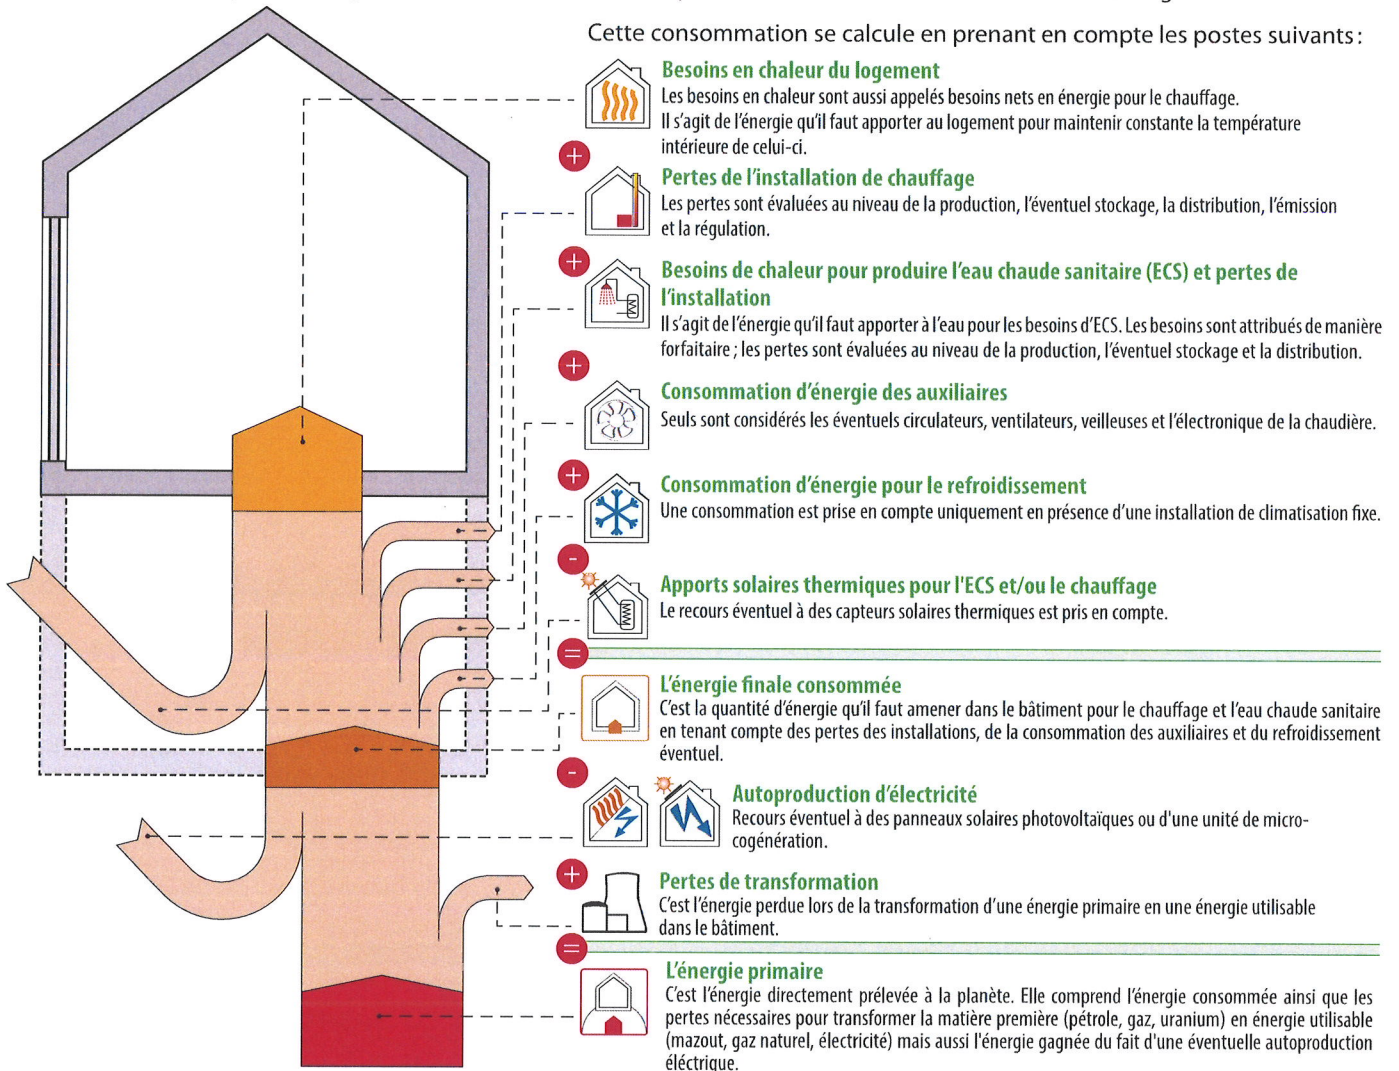 Cette consommation se calcule en prenant en compte les postes suivants :
Besoins en chaleur du logement
Les besoins en chaleur sont aussi appelés besoins nets en énergie pour le chauffage.
Il s'agit de l'énergie qu'il faut apporter au logement pour maintenir constante la température
intérieure de celui-ci.
+
Pertes de l'installation de chauffage
Les pertes sont évaluées au niveau de la production, l'éventuel stockage, la distribution, l'émission
et la régulation.
+
Besoins de chaleur pour produire l'eau chaude sanitaire (ECS) et pertes de
l'installation
Il s'agit de l'énergie qu'il faut apporter à l'eau pour les besoins d'ECS. Les besoins sont attribués de manière
forfaitaire ; les pertes sont évaluées au niveau de la production, l'éventuel stockage et la distribution.
+
Consommation d'énergie des auxiliaires
Seuls sont considérés les éventuels circulateurs, ventilateurs, veilleuses et l'électronique de la chaudière.
+
Consommation d'énergie pour le refroidissement
Une consommation est prise en compte uniquement en présence d'une installation de climatisation fixe.
-
Apports solaires thermiques pour l'ECS et/ou le chauffage
Le recours éventuel à des capteurs solaires thermiques est pris en compte.
=
L'énergie finale consommée
C'est la quantité d'énergie qu'il faut amener dans le bâtiment pour le chauffage et l'eau chaude sanitaire
en tenant compte des pertes des installations, de la consommation des auxiliaires et du refroidissement
éventuel.
-
Autoproduction d'électricité
Recours éventuel à des panneaux solaires photovoltaïques ou d'une unité de micro-
cogénération.
+
Pertes de transformation
C'est l'énergie perdue lors de la transformation d'une énergie primaire en une énergie utilisable
dans le bâtiment.
=
L'énergie primaire
C'est l'énergie directement prélevée à la planète. Elle comprend l'énergie consommée ainsi que les
pertes nécessaires pour transformer la matière première (pétrole, gaz, uranium) en énergie utilisable
(mazout, gaz naturel, électricité) mais aussi l'énergie gagnée du fait d'une éventuelle autoproduction
éléctrique.